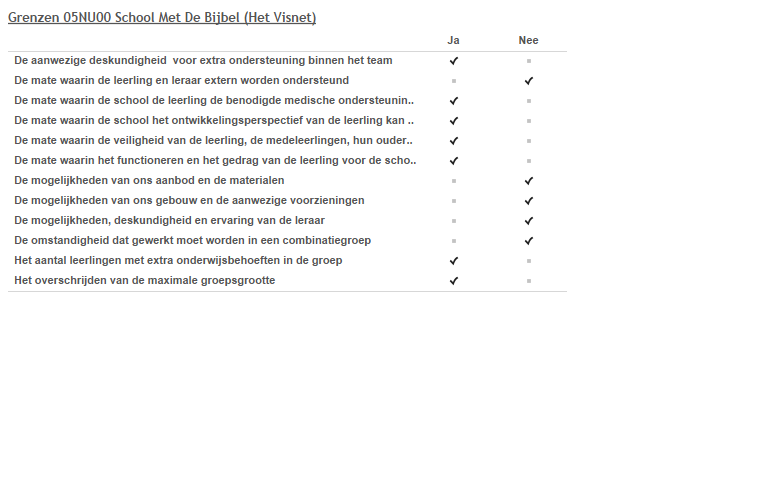 Grenzen 05NU00 School Met De Bijbel (Het Visnet)
Ja Nee
De aanwezige deskundigheid voor extra ondersteuning binnen het team
De mate waarin de leerling en leraar extern worden ondersteund
De mate waarin de school de leerling de benodigde medische ondersteunin..
De mate waarin de school het ontwikkelingsperspectief van de leerling kan ..
De mate waarin de veiligheid van de leerling, de medeleerlingen, hun ouder..
De mate waarin het functioneren en het gedrag van de leerling voor de scho..
De mogelijkheden van ons aanbod en de materialen
De mogelijkheden van ons gebouw en de aanwezige voorzieningen
De mogelijkheden, deskundigheid en ervaring van de leraar
De omstandigheid dat gewerkt moet worden in een combinatiegroep
Het aantal leerlingen met extra onderwijsbehoeften in de groep
Het overschrijden van de maximale groepsgrootte